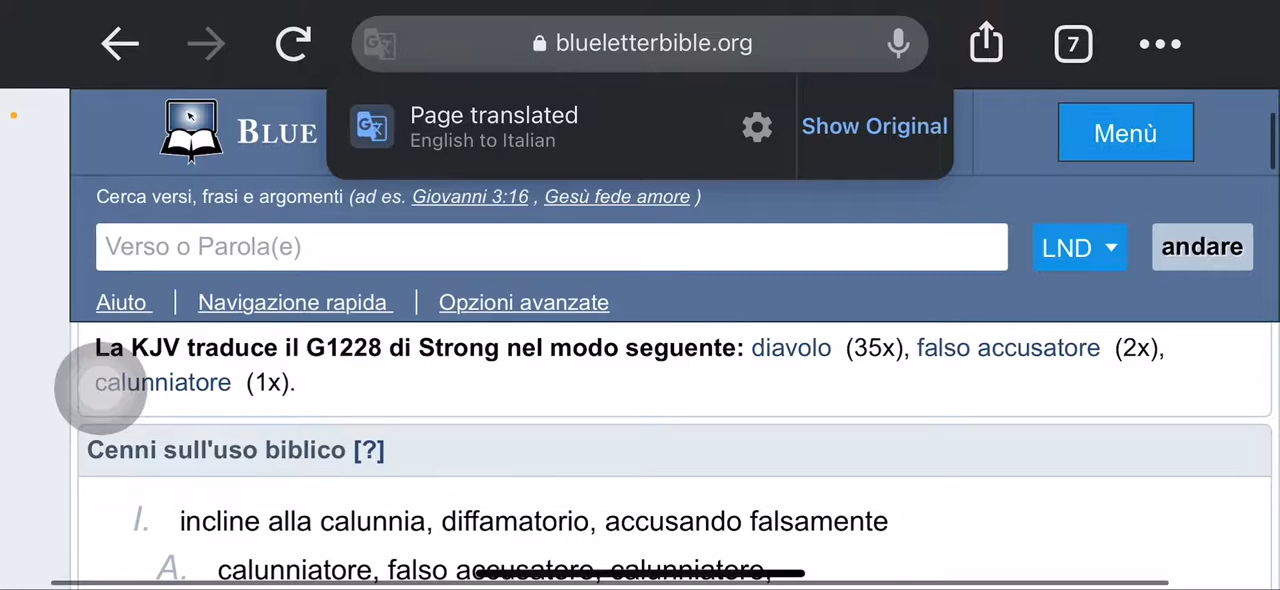 blueletterbible.org
7
Page translated
English to Italian
Show Original
BLUE
Menù
Cerca versi, frasi e argomenti (ad es. Giovanni 3:16 , Gesù fede amore )
Verso o Parola(e)
LND
andare
Aiuto | Navigazione rapida | Opzioni avanzate
La KJV traduce il G1228 di Strong nel modo seguente: diavolo (35x), falso accusatore (2x),
calunniatore (1x).
Cenni sull'uso biblico [?]
I. incline alla calunnia, diffamatorio, accusando falsamente
A. calunniatore, falso accusatore, calunniatore,